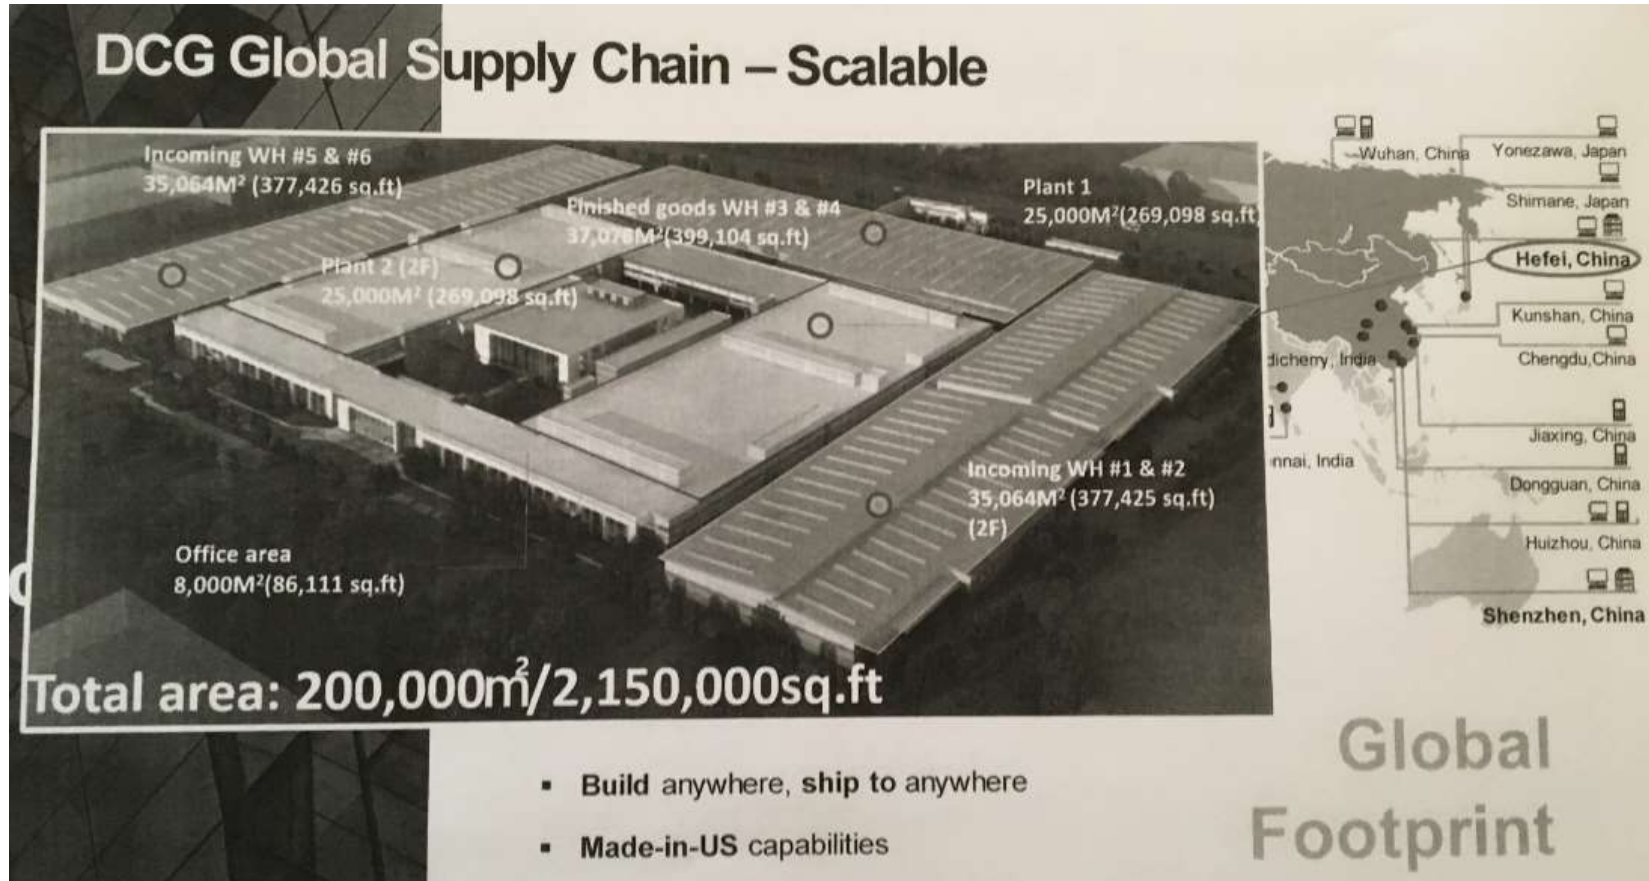 DCG Global Supply Chain – Scalable
Incoming WH #5 & #6
35,064M² (377,426 sq.ft)
Finished goods WH #3 & #4
37,078M²(399,104 sq.ft)
Plant 2 (2F)
25,000M² (269,098 sq.ft)
Plant 1
25,000M²(269,098 sq.ft
Incoming WH #1 & #2
35,064M² (377,425 sq.ft)
(2F)
Office area
8,000M²(86,111 sq.ft)
Total area: 200,000㎡/2,150,000sq.ft
Wuhan, China
Yonezawa, Japan
Shimane, Japan
Hefei, China
Kunshan, China
Chengdu,China
dicherry, India
Jiaxing, China
nnai, India
Dongguan, China
Huizhou, China
Shenzhen, China
▪ Build anywhere, ship to anywhere
▪ Made-in-US capabilities
Global
Footprint